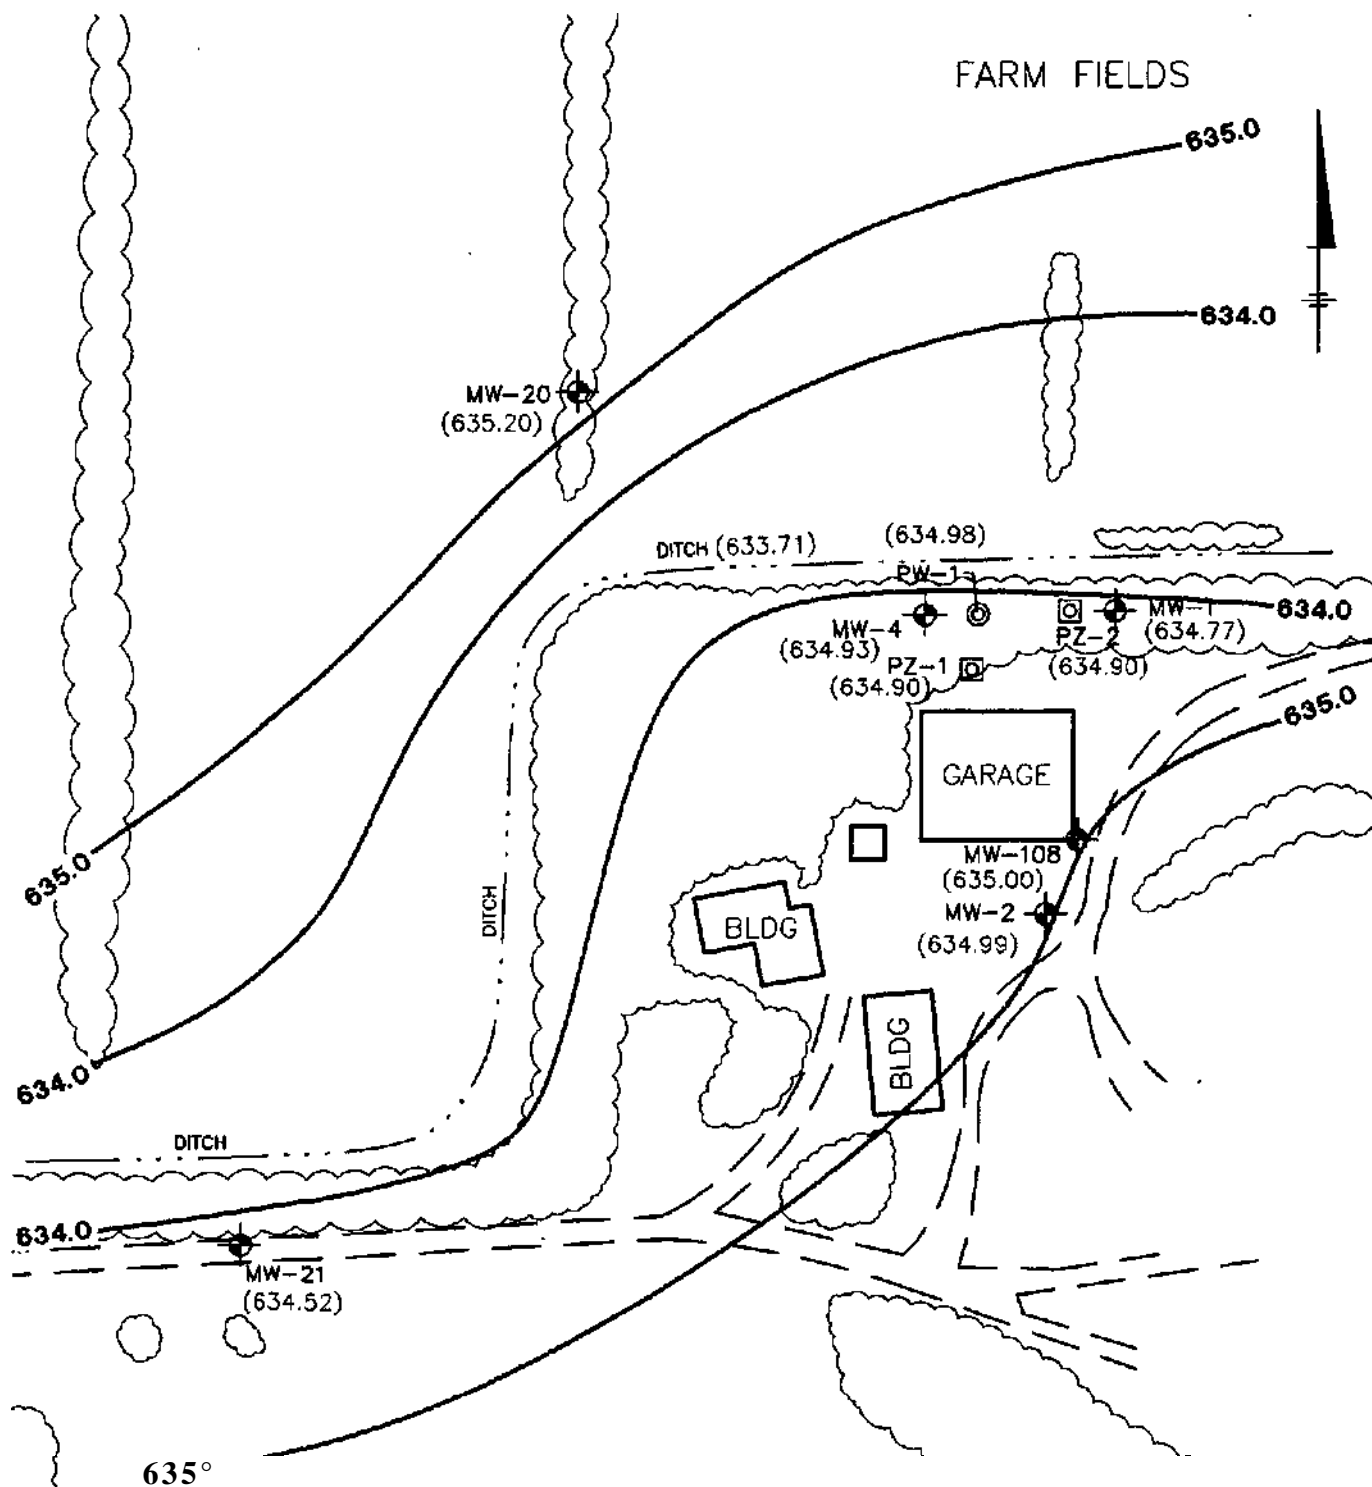 FARM FIELDS
635.0
634.0
MW-20
(635.20)
(634.98)
DITCH (633.71)
PW-1
MW-1
634.0
MW-4
PZ-2
(634.77)
(634.93)
PZ-1
(634.90)
(634.90)
635.0
GARAGE
MW-108
635.0
(635.00)
DITCH
MW-2
BLDG
(634.99)
BLDG
634.0
DITCH
634.0
MW-21
(634.52)
635°